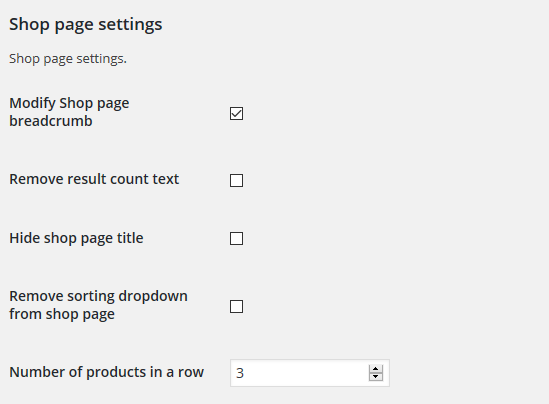 Shop page settings
Shop page settings.
Modify Shop page
breadcrumb
Remove result count text
Hide shop page title
Remove sorting dropdown
from shop page
Number of products in a row 3